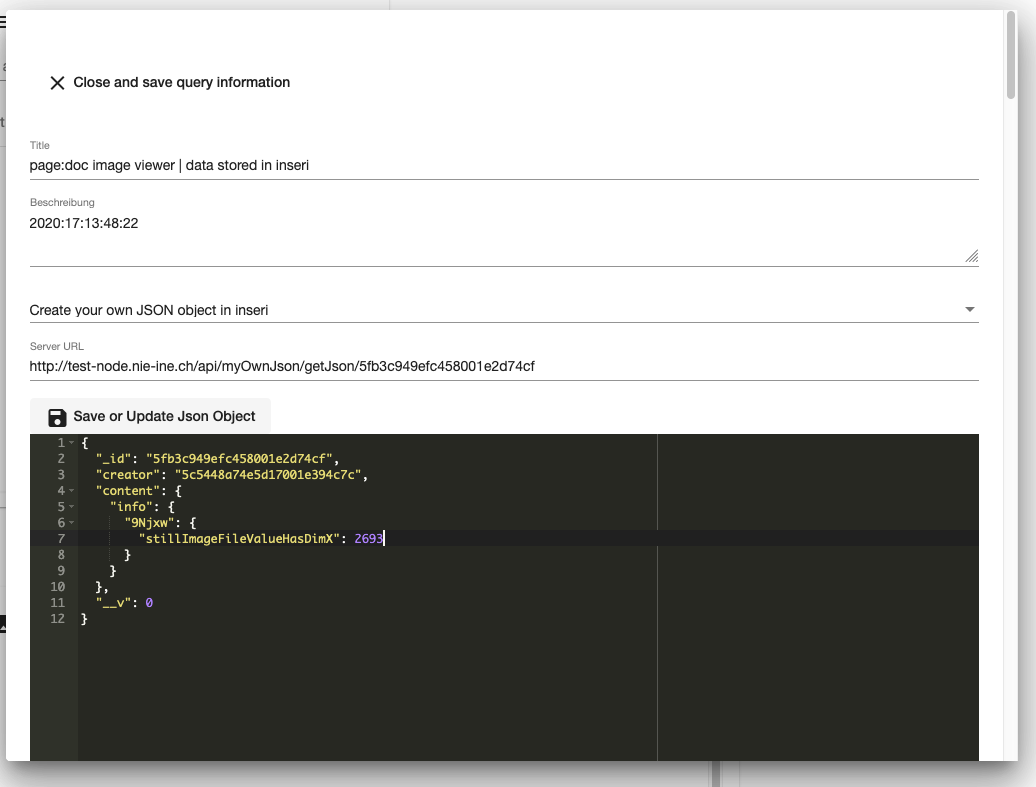 Close and save query information
Title
page:doc image viewer | data stored in inseri
Beschreibung
2020:17:13:48:22
Create your own JSON object in inseri
Server URL
http://test-node.nie-ine.ch/api/myOwnJson/getJson/5fb3c949efc458001e2d74cf
Save or Update Json Object
1 {
2 "_id": "5fb3c949efc458001e2d74cf",
3 "creator": "5c5448a74e5d17001e394c7c",
4 "content": {
5 "info": {
6 "9Njxw": {
7 "stillImageFileValueHasDimX": 2693
8 }
9 }
10 },
11 "__v": 0
12 }